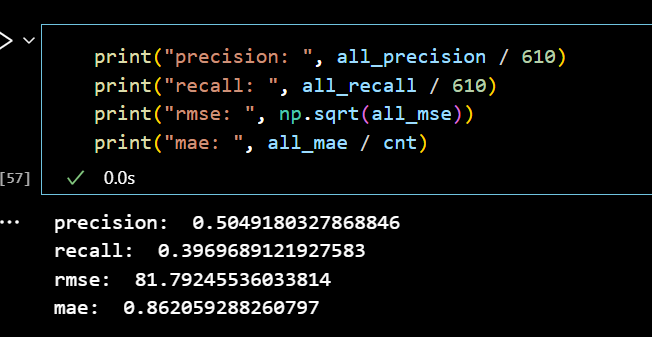 print("precision: ", all_precision / 610)
print("recall: ", all_recall / 610)
print("rmse: ", np.sqrt(all_mse))
print("mae: ", all_mae / cnt)
[57] ✓ 0.0s
...
precision:  0.5049180327868846
recall:  0.3969689121927583
rmse:  81.79245536033814
mae:  0.862059288260797